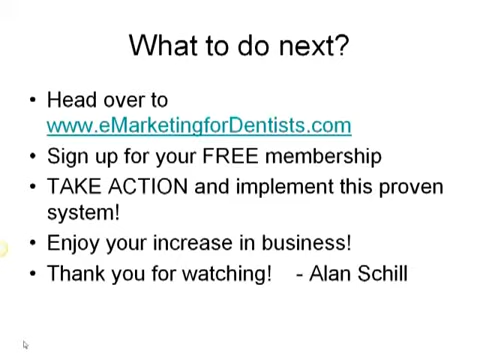 What to do next?
• Head over to
www.eMarketingforDentists.com
• Sign up for your FREE membership
• TAKE ACTION and implement this proven
system!
• Enjoy your increase in business!
• Thank you for watching! - Alan Schill